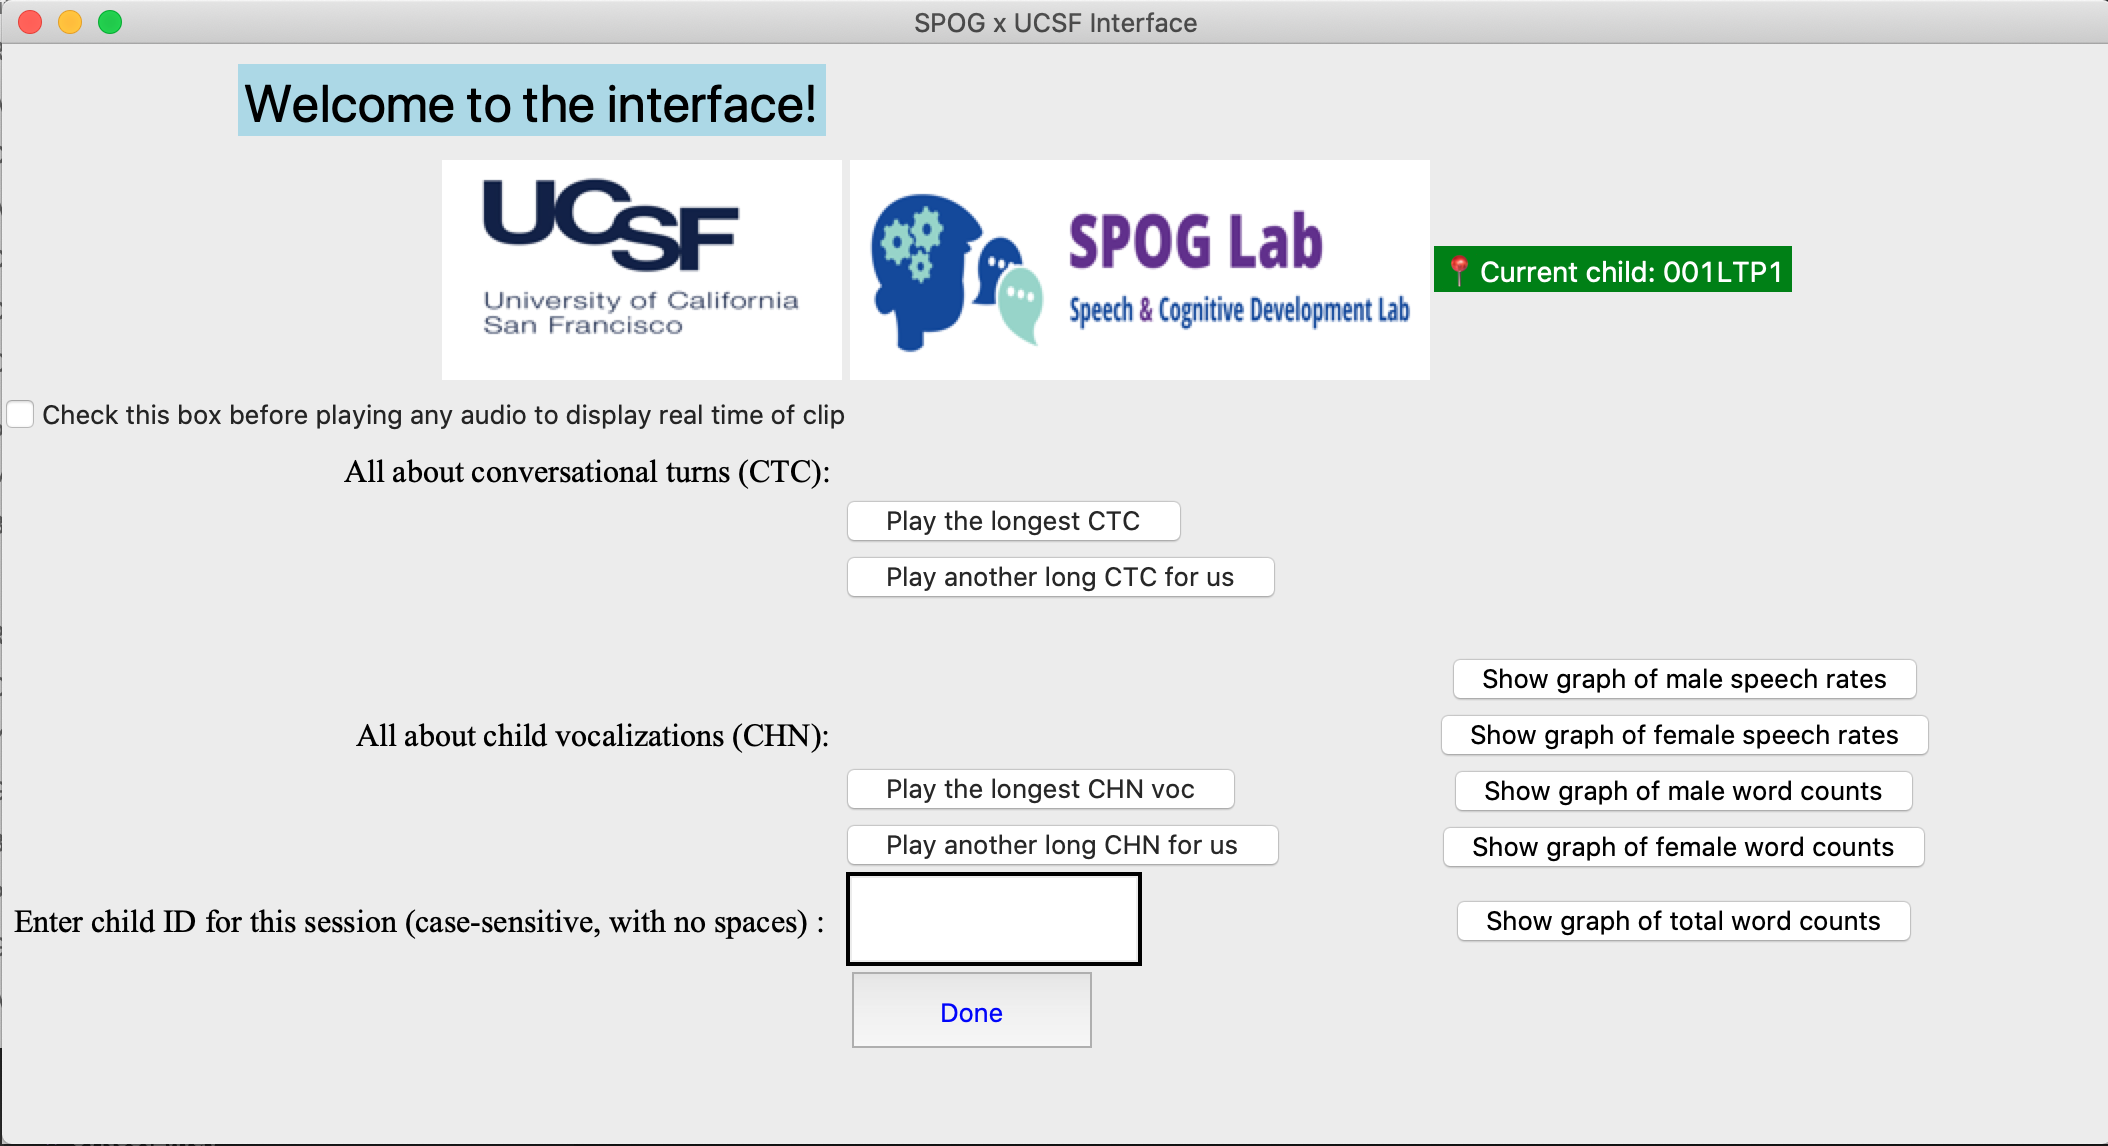 SPOG x UCSF Interface
Welcome to the interface!
UCSF
University of California
San Francisco
SPOG Lab
Speech & Cognitive Development Lab
📍 Current child: 001LTP1
Check this box before playing any audio to display real time of clip
All about conversational turns (CTC):
Play the longest CTC
Play another long CTC for us
Show graph of male speech rates
All about child vocalizations (CHN):
Show graph of female speech rates
Play the longest CHN voc
Show graph of male word counts
Play another long CHN for us
Show graph of female word counts
Enter child ID for this session (case-sensitive, with no spaces) :
Show graph of total word counts
Done